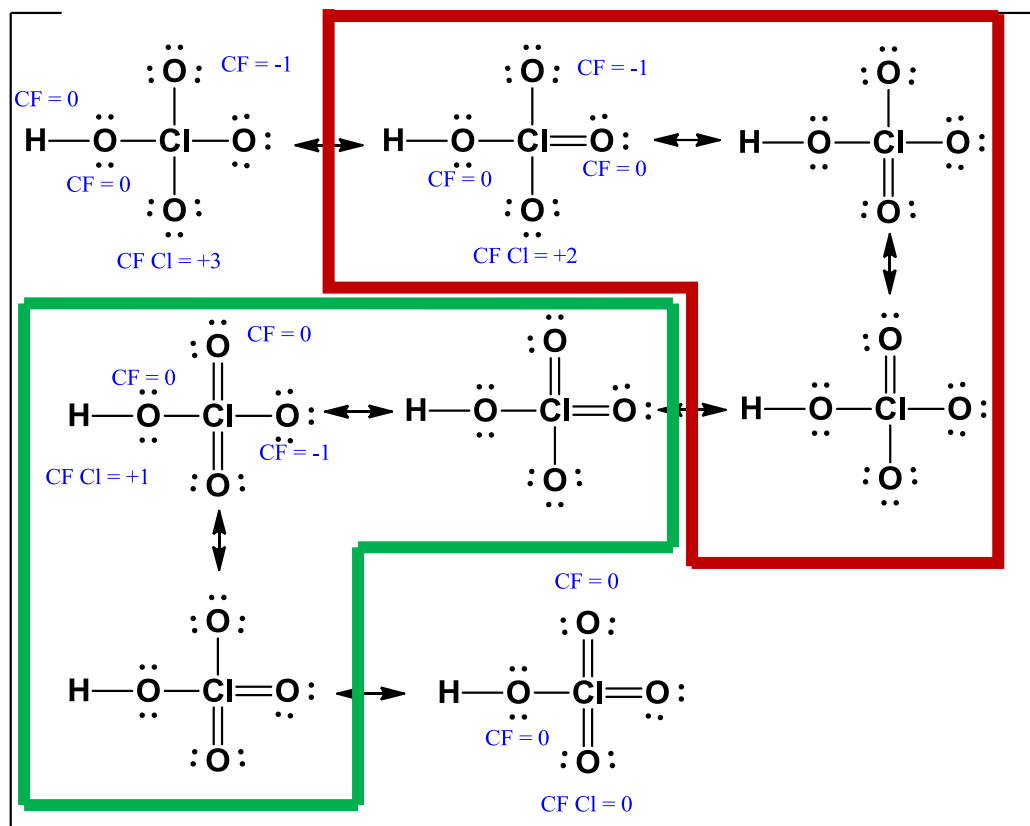 O CF = -1 O CF = -1 O
CF = 0
H O Cl O H O Cl O H O Cl O
CF = 0 CF = 0 CF = 0
O O O
CF Cl = +3 CF Cl = +2
O CF = 0 O O
CF = 0
H O Cl O H O Cl O H O Cl O
CF = -1
CF Cl = +1
O O O
CF = 0
O O
H O Cl O H O Cl O
CF = 0
O O
CF Cl = 0